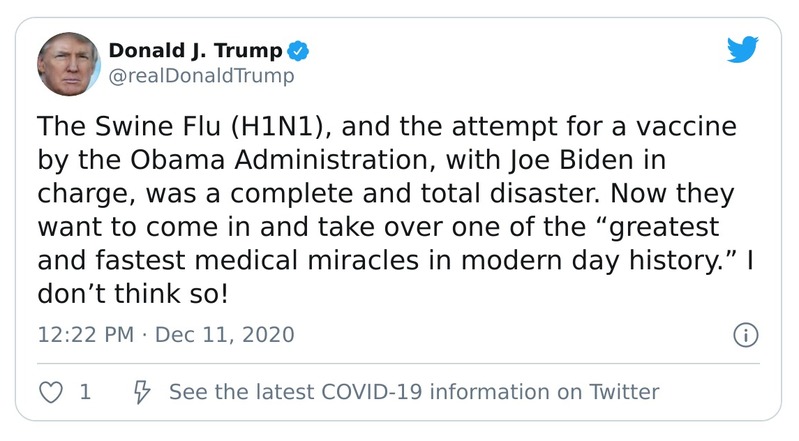 Donald J. Trump
@realDonaldTrump
The Swine Flu (H1N1), and the attempt for a vaccine
by the Obama Administration, with Joe Biden in
charge, was a complete and total disaster. Now they
want to come in and take over one of the “greatest
and fastest medical miracles in modern day history.” I
don’t think so!
12:22 PM · Dec 11, 2020
1 See the latest COVID-19 information on Twitter